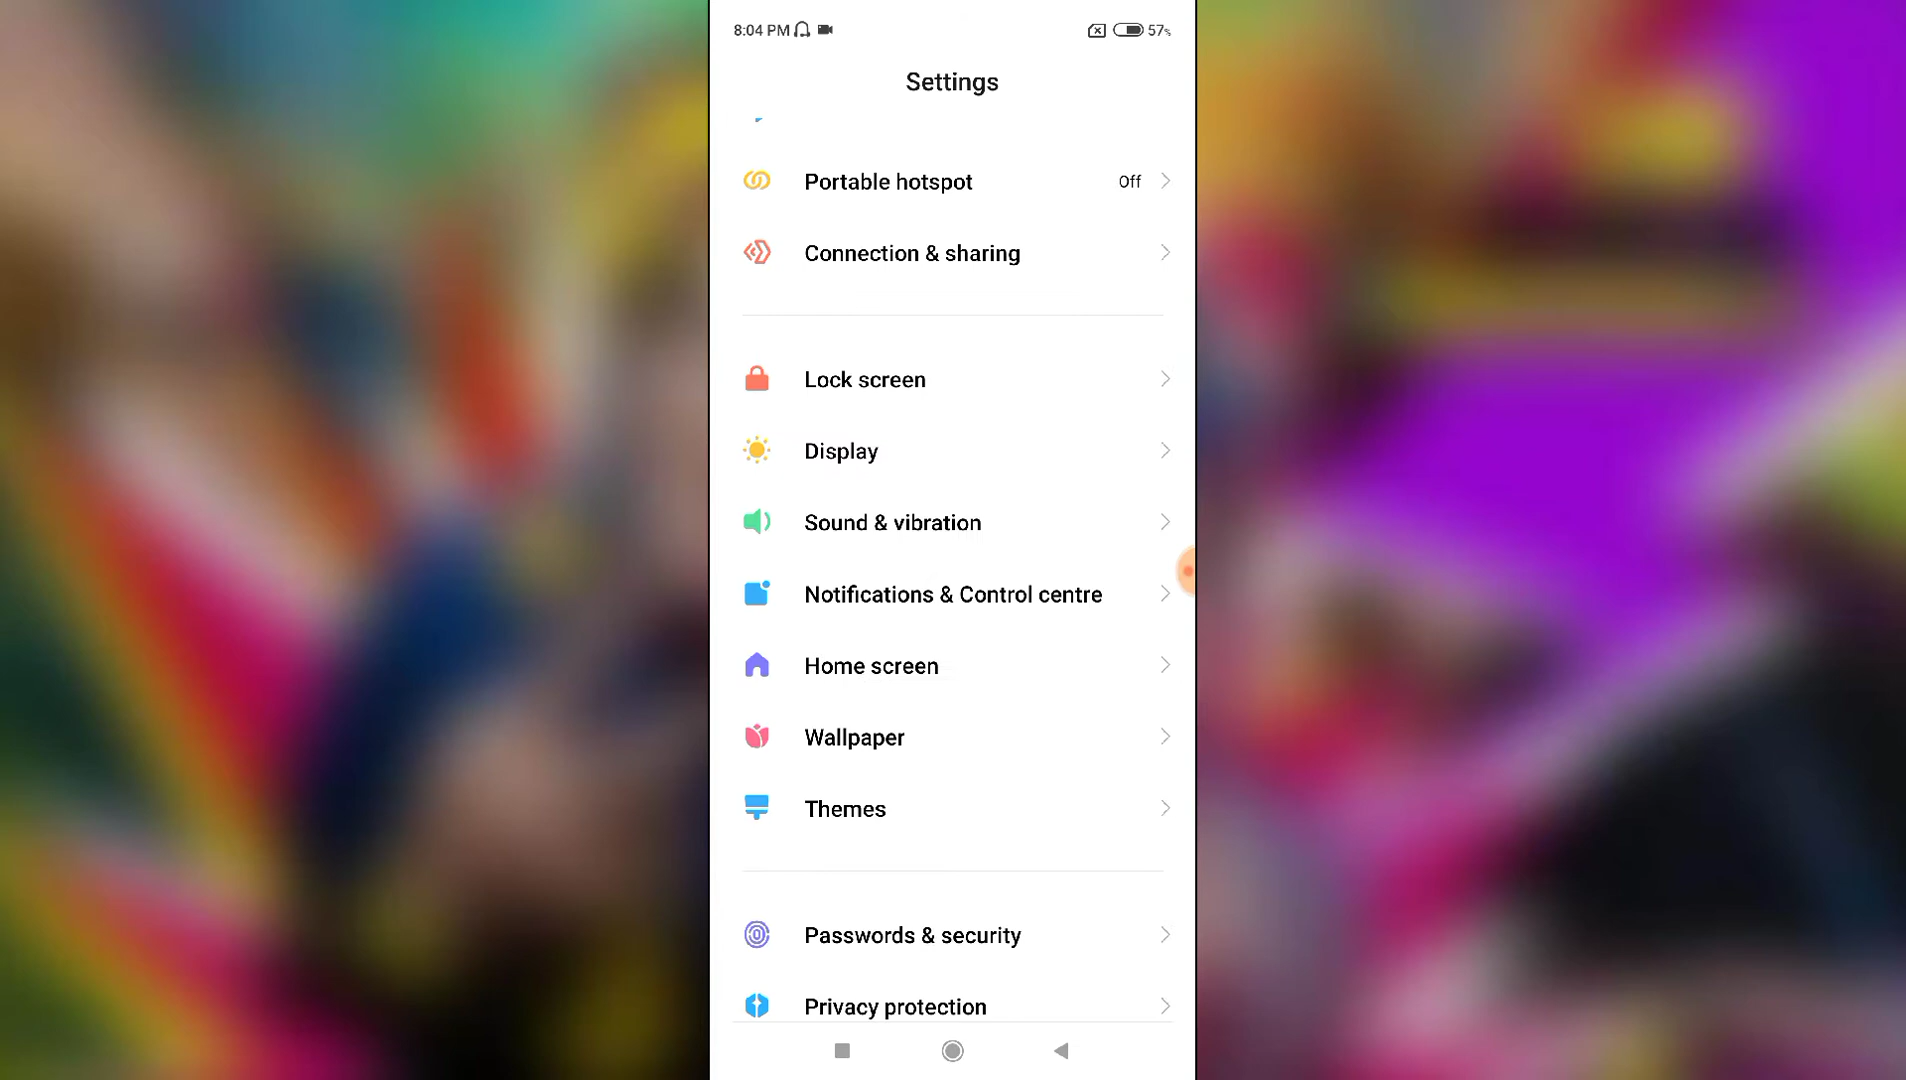 8:04 PM 57%
Settings
Portable hotspot Off
Connection & sharing
Lock screen
Display
Sound & vibration
Notifications & Control centre
Home screen
Wallpaper
Themes
Passwords & security
Privacy protection